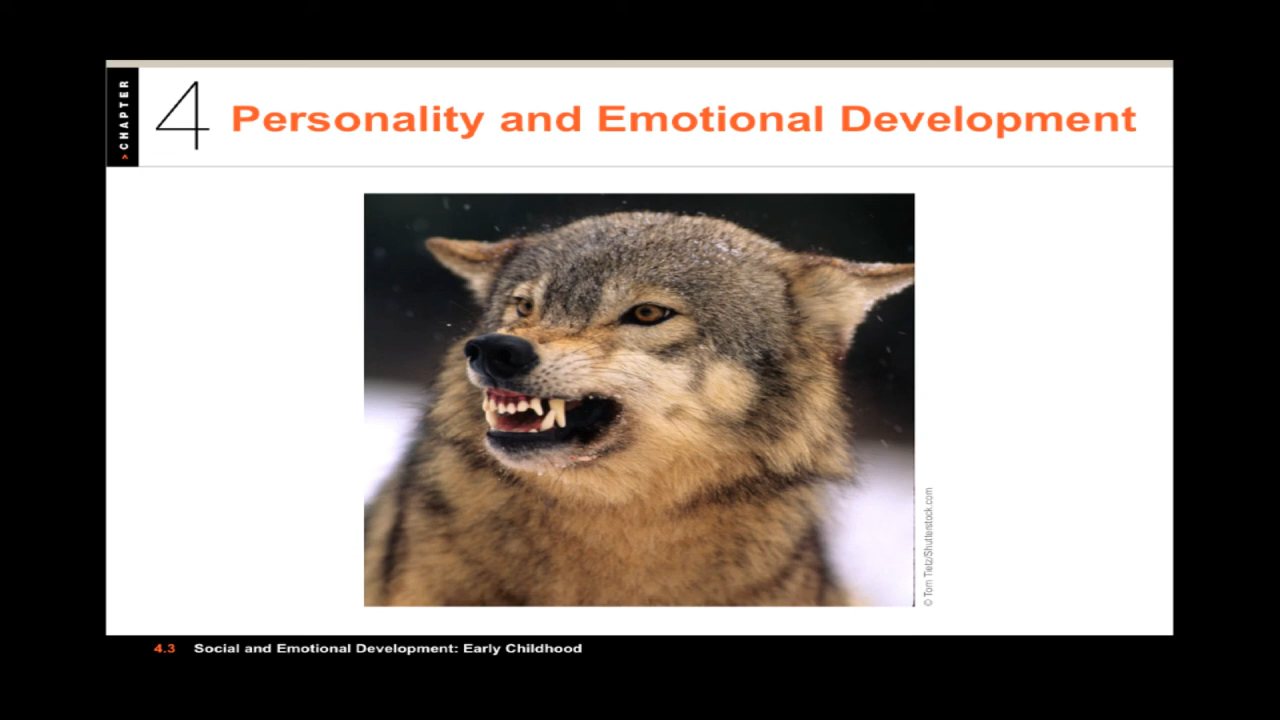 > CHAPTER
4 Personality and Emotional Development
© Tom Tietz/Shutterstock.com
4.3 Social and Emotional Development: Early Childhood